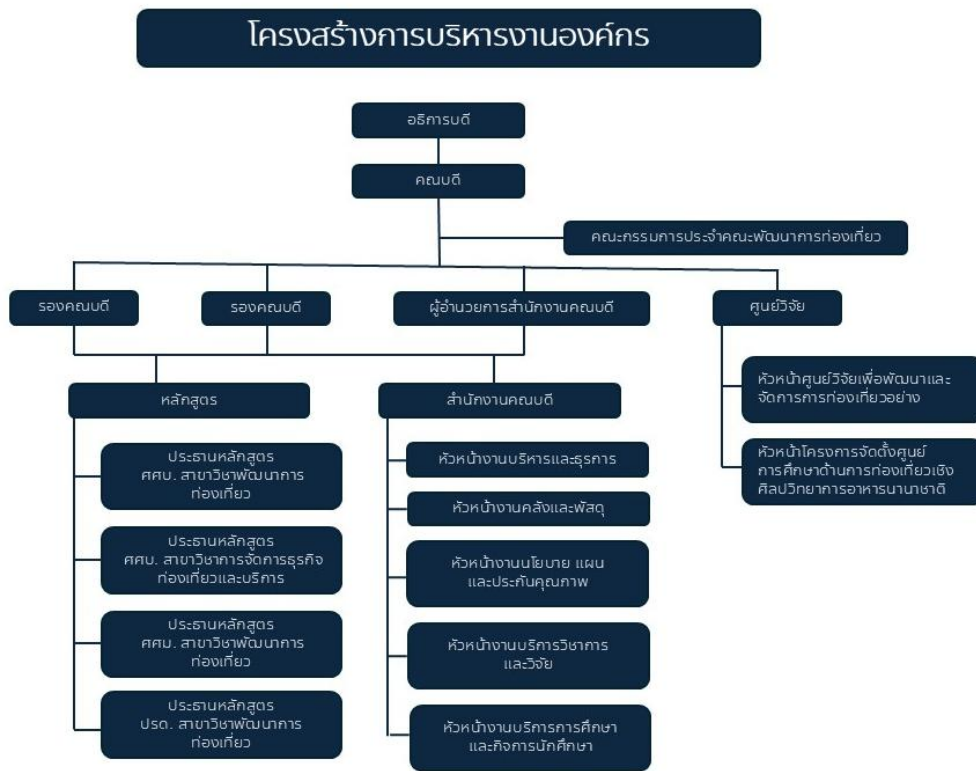 โครงสร้างการบริหารงานองค์กร
อธิการบดี
คณบดี
คณะกรรมการประจำคณะพัฒนาการท่องเที่ยว
รองคณบดี
รองคณบดี
ผู้อำนวยการสำนักงานคณบดี
ศูนย์วิจัย
หลักสูตร
ประธานหลักสูตร
ศศบ. สาขาวิชาพัฒนาการ
ท่องเที่ยว
ประธานหลักสูตร
ศศบ. สาขาวิชาการจัดการธุรกิจ
ท่องเที่ยวและบริการ
ประธานหลักสูตร
ศศม. สาขาวิชาพัฒนาการ
ท่องเที่ยว
ประธานหลักสูตร
ปรด. สาขาวิชาพัฒนาการ
ท่องเที่ยว
สำนักงานคณบดี
หัวหน้างานบริหารและธุรการ
หัวหน้างานคลังและพัสดุ
หัวหน้างานนโยบาย แผน
และประกันคุณภาพ
หัวหน้างานบริการวิชาการ
และวิจัย
หัวหน้างานบริการการศึกษา
และกิจการนักศึกษา
หัวหน้าศูนย์วิจัยเพื่อพัฒนาและ
จัดการการท่องเที่ยวอย่าง
หัวหน้าโครงการจัดตั้งศูนย์
การศึกษาด้านการท่องเที่ยวเชิง
ศิลปวิทยาการอาหารนานาชาติ